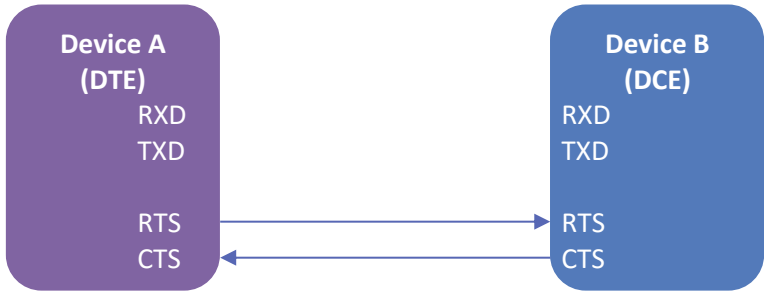 Device A
(DTE)
RXD
TXD
RTS
CTS
Device B
(DCE)
RXD
TXD
RTS
CTS